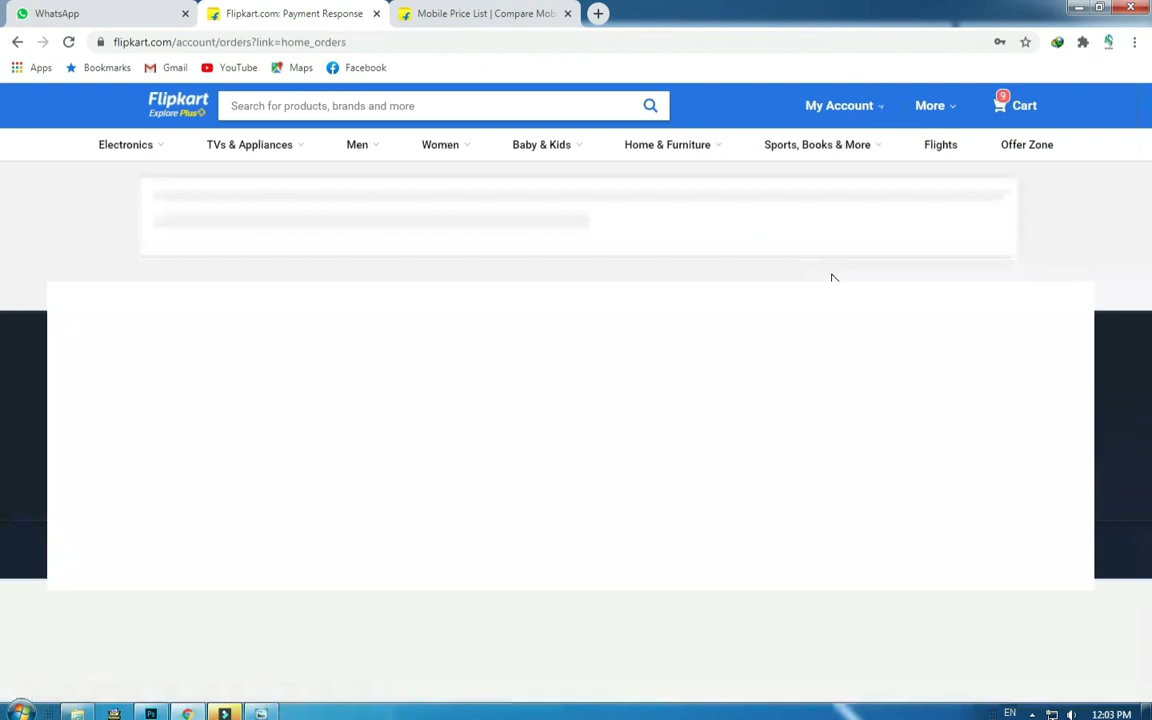 WhatsApp
Flipkart.com: Payment Response
Mobile Price List | Compare Mob
flipkart.com/account/orders?link=home_orders
Apps
Bookmarks
Gmail
YouTube
Maps
Facebook
Flipkart
Explore Plus
Search for products, brands and more
My Account
More
9
Cart
Electronics
TVs & Appliances
Men
Women
Baby & Kids
Home & Furniture
Sports, Books & More
Flights
Offer Zone
Ps
EN
12:03 PM